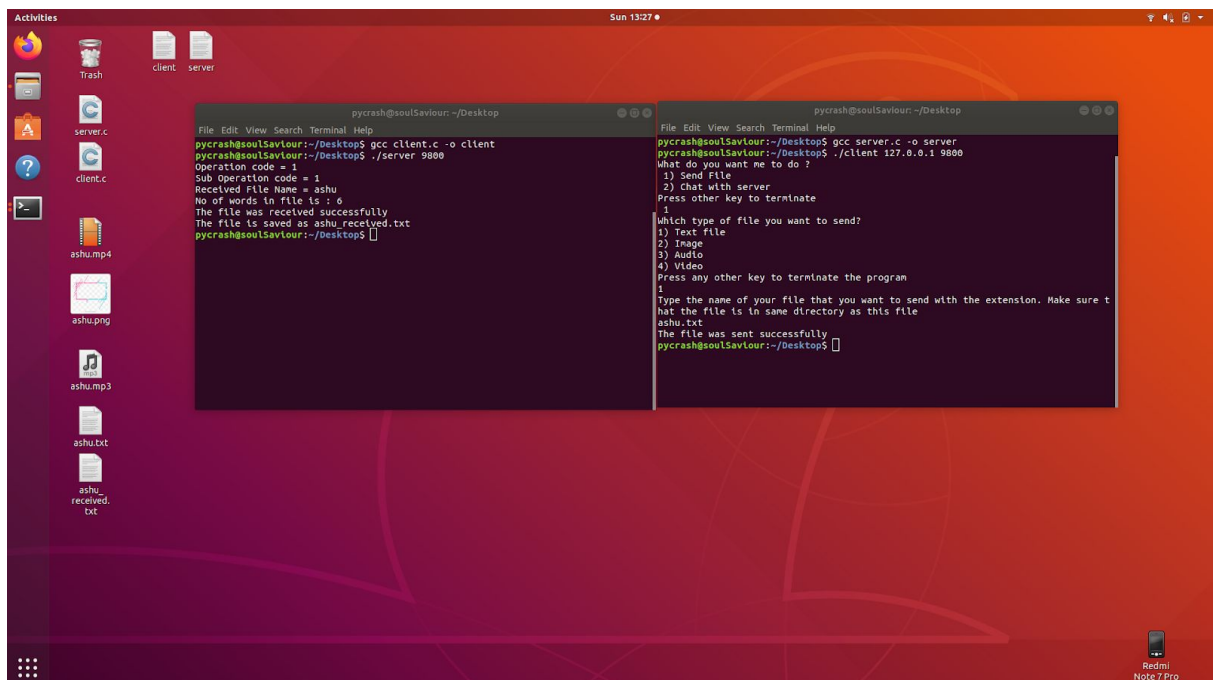 Activities
Sun 13:27
Trash
client
server
server.c
client.c
ashu.mp4
ashu.png
mp3
ashu.mp3
ashu.txt
ashu_
received.
txt
pycrash@soulSaviour: ~/Desktop
File Edit View Search Terminal Help
pycrash@soulSaviour:~/Desktop$ gcc client.c -o client
pycrash@soulSaviour:~/Desktop$ ./server 9800
Operation code = 1
Sub Operation code = 1
Received File Name = ashu
No of words in file is : 6
The file was received successfully
The file is saved as ashu_received.txt
pycrash@soulSaviour:~/Desktop$
pycrash@soulSaviour: ~/Desktop
File Edit View Search Terminal Help
pycrash@soulSaviour:~/Desktop$ gcc server.c -o server
pycrash@soulSaviour:~/Desktop$ ./client 127.0.0.1 9800
What do you want me to do ?
1) Send File
2) Chat with server
Press other key to terminate
1
Which type of file you want to send?
1) Text file
2) Image
3) Audio
4) Video
Press any other key to terminate the program
1
Type the name of your file that you want to send with the extension. Make sure t
hat the file is in same directory as this file
ashu.txt
The file was sent successfully
pycrash@soulSaviour:~/Desktop$
Redmi
Note 7 Pro